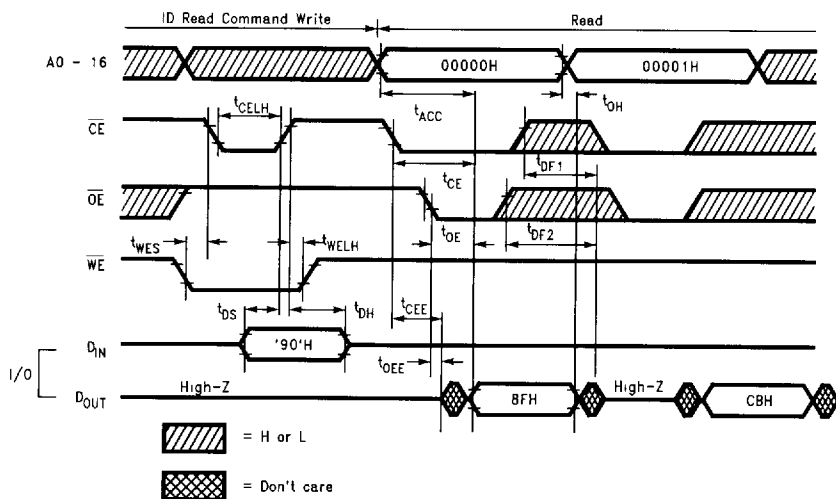 ID Read Command Write Read
A0 - 16 00000H 00001H
tCELH tACC tOH
CE
tCE tDF1
OE
tOE tDF2
tWES tWELH
WE
tDS tDH tCEE
DIN '90'H
tOEE
I/O
High-Z High-Z
DOUT 8FH CBH
= H or L
= Don't care